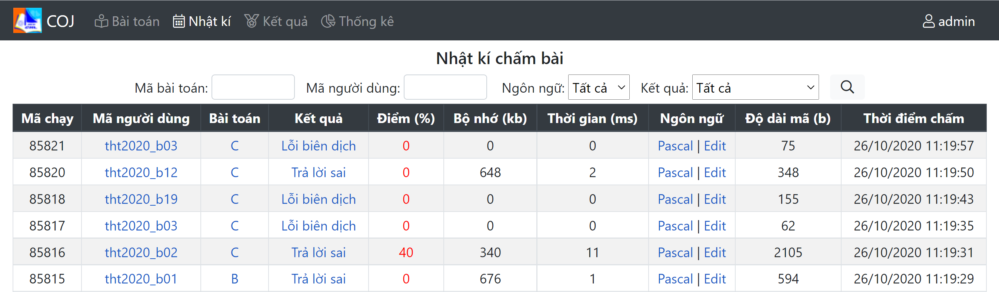 COJ Bài toán Nhật kí Kết quả Thống kê admin
Nhật kí chấm bài
Mã bài toán: Mã người dùng: Ngôn ngữ: Tất cả Kết quả: Tất cả
Mã chạy Mã người dùng Bài toán Kết quả Điểm (%) Bộ nhớ (kb) Thời gian (ms) Ngôn ngữ Độ dài mã (b) Thời điểm chấm
85821 tht2020_b03 C Lỗi biên dịch 0 0 0 Pascal | Edit 75 26/10/2020 11:19:57
85820 tht2020_b12 C Trả lời sai 0 648 2 Pascal | Edit 348 26/10/2020 11:19:50
85818 tht2020_b19 C Lỗi biên dịch 0 0 0 Pascal | Edit 155 26/10/2020 11:19:43
85817 tht2020_b03 C Lỗi biên dịch 0 0 0 Pascal | Edit 62 26/10/2020 11:19:35
85816 tht2020_b02 C Trả lời sai 40 340 11 Pascal | Edit 2105 26/10/2020 11:19:31
85815 tht2020_b01 B Trả lời sai 0 676 1 Pascal | Edit 594 26/10/2020 11:19:29